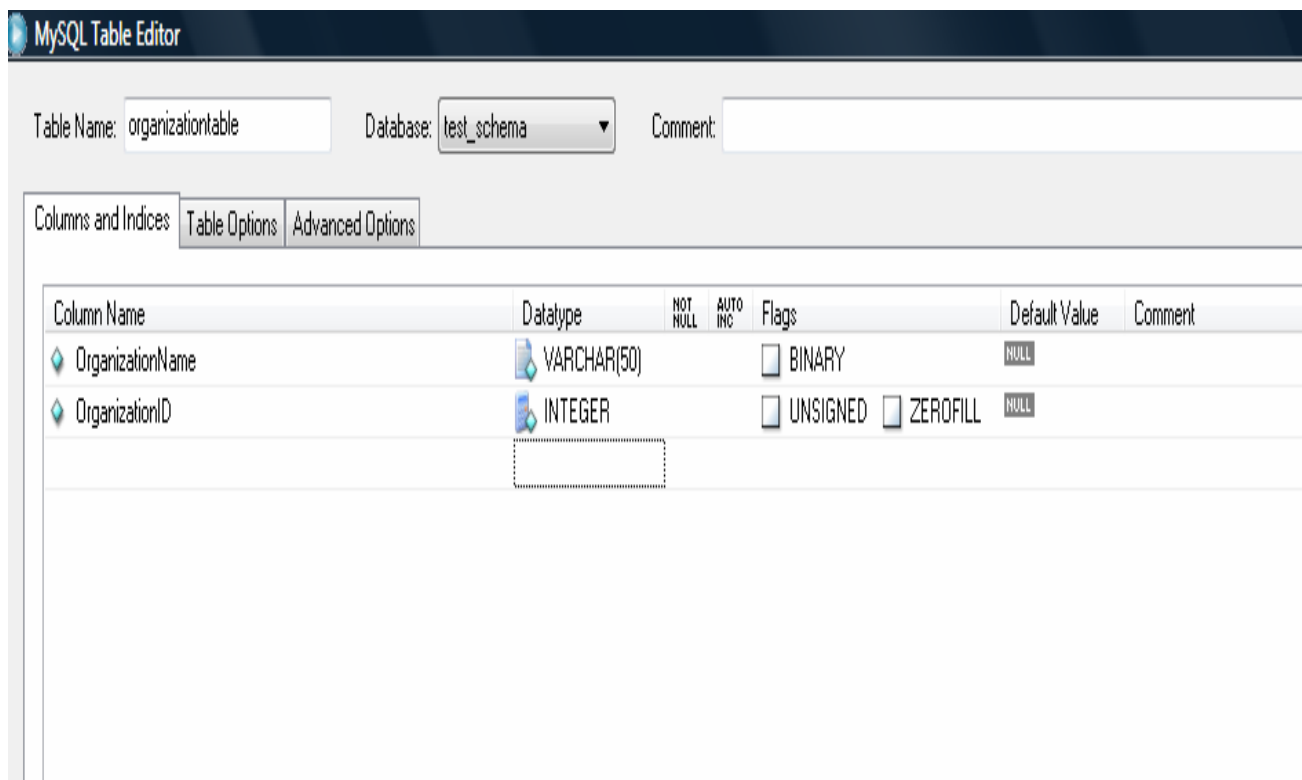 MySQL Table Editor
Table Name: organizationtable Database: test_schema Comment:
Columns and Indices Table Options Advanced Options
Column Name Datatype NOT NULL AUTO INC Flags Default Value Comment
OrganizationName VARCHAR(50) BINARY NULL
OrganizationID INTEGER UNSIGNED ZEROFILL NULL